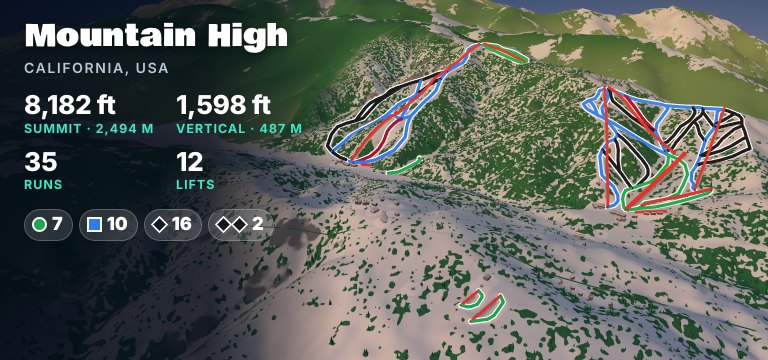 Mountain High
CALIFORNIA, USA
8,182 ft 1,598 ft
SUMMIT · 2,494 M VERTICAL · 487 M
35 12
RUNS LIFTS
7 10 16 2